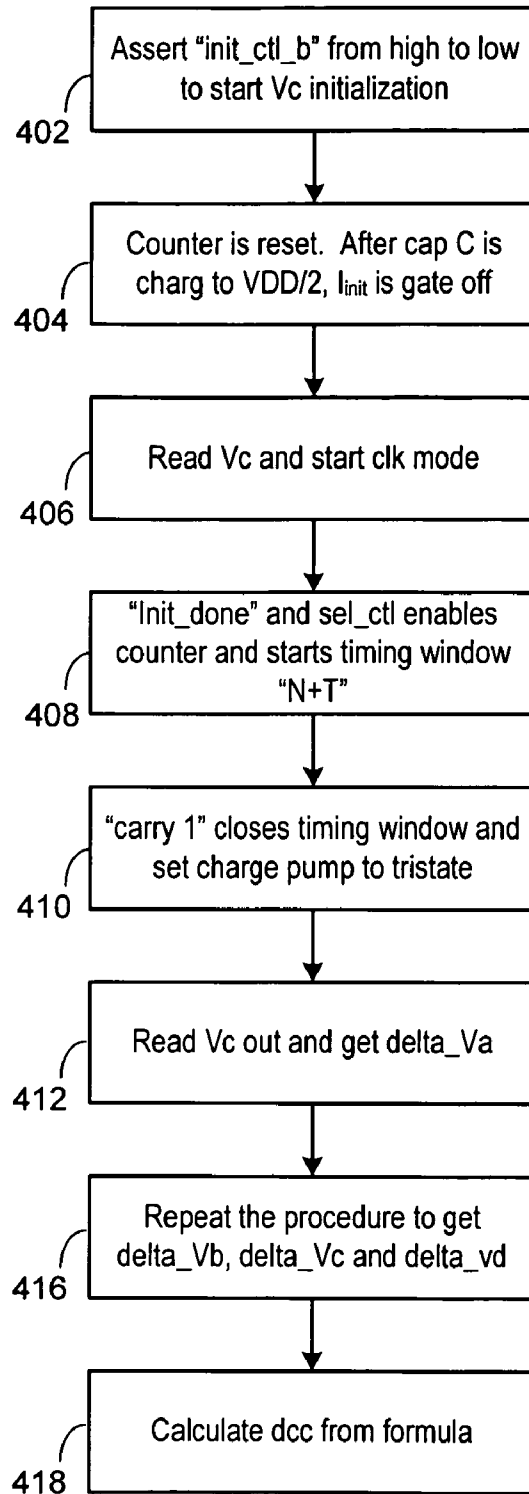 Assert “init_ctl_b” from high to low
to start Vc initialization
402
Counter is reset. After cap C is
charg to VDD/2, Iinit is gate off
404
Read Vc and start clk mode
406
“Init_done” and sel_ctl enables
counter and starts timing window
“N+T”
408
“carry 1” closes timing window and
set charge pump to tristate
410
Read Vc out and get delta_Va
412
Repeat the procedure to get
delta_Vb, delta_Vc and delta_vd
416
Calculate dcc from formula
418